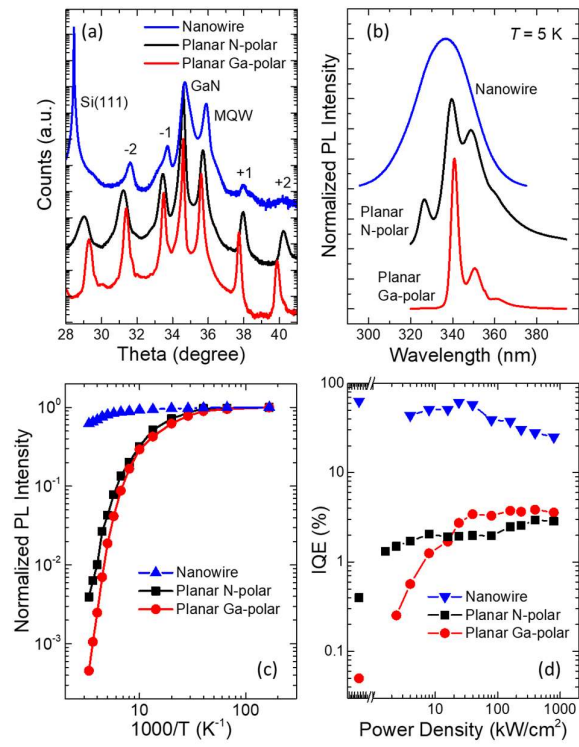 (a)
Nanowire
Planar N-polar
Planar Ga-polar
GaN
Si(111)
MQW
-2
-1
+1
+2
Counts (a.u.)
28 30 32 34 36 38 40
Theta (degree)
(b)
T = 5 K
Nanowire
Planar
N-polar
Planar
Ga-polar
Normalized PL Intensity
300 320 340 360 380
Wavelength (nm)
10^0
10^-1
10^-2
10^-3
Normalized PL Intensity
Nanowire
Planar N-polar
Planar Ga-polar
(c)
10 100
1000/T (K^-1)
100
10
1
0.1
IQE (%)
Nanowire
Planar N-polar
Planar Ga-polar
(d)
10 100 1000
Power Density (kW/cm^2)